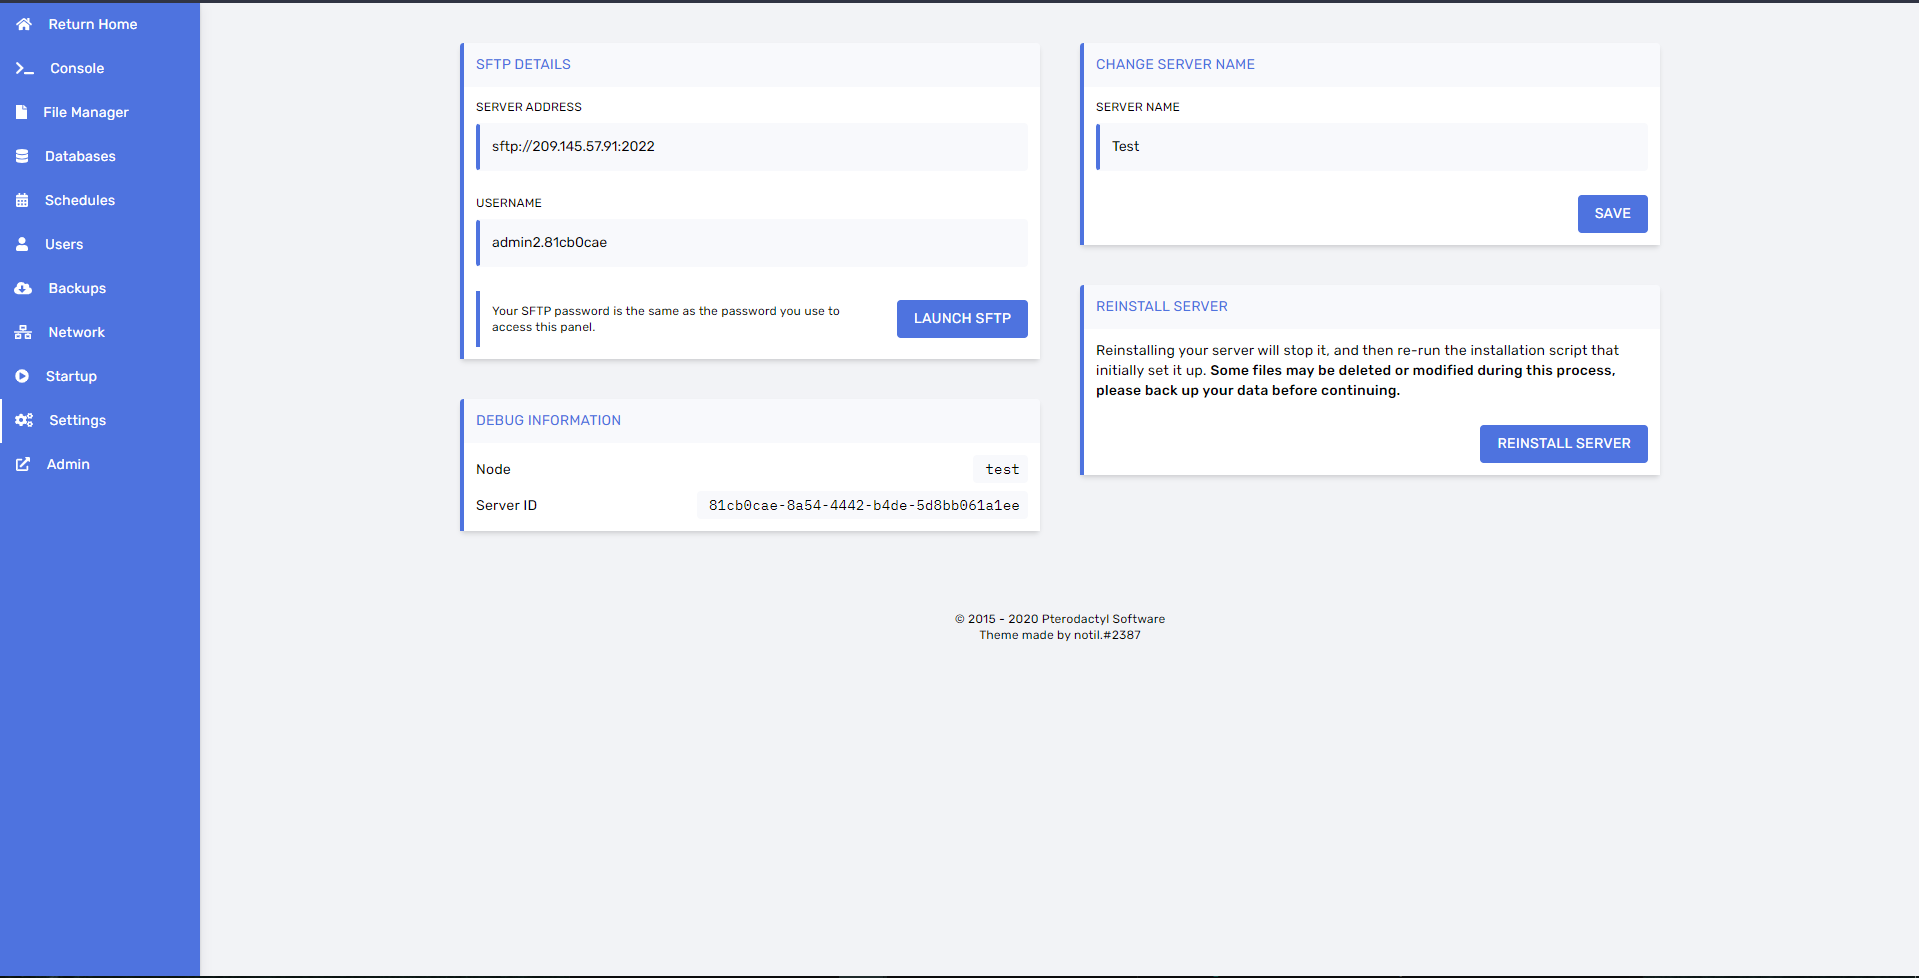 Return Home
Console
File Manager
Databases
Schedules
Users
Backups
Network
Startup
Settings
Admin
SFTP DETAILS
SERVER ADDRESS
sftp://209.145.57.91:2022
USERNAME
admin2.81cb0cae
Your SFTP password is the same as the password you use to
access this panel.
LAUNCH SFTP
DEBUG INFORMATION
Node
test
Server ID
81cb0cae-8a54-4442-b4de-5d8bb061a1ee
CHANGE SERVER NAME
SERVER NAME
Test
SAVE
REINSTALL SERVER
Reinstalling your server will stop it, and then re-run the installation script that
initially set it up. Some files may be deleted or modified during this process,
please back up your data before continuing.
REINSTALL SERVER
© 2015 - 2020 Pterodactyl Software
Theme made by notil.#2387